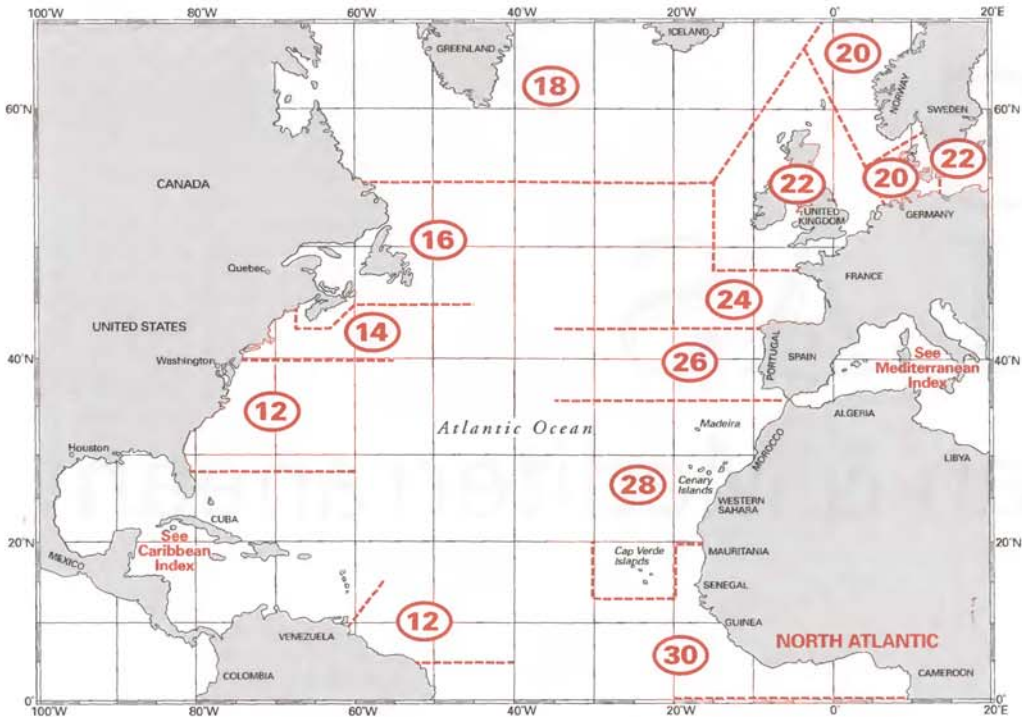 100°W 80°W 60°W 40°W 20°W 0° 20°E
GREENLAND
ICELAND
20
18
NORWAY
60°N
SWEDEN
60°N
22
CANADA
22
20
UNITED KINGDOM
GERMANY
16
Quebec
FRANCE
24
UNITED STATES
14
Washington
40°N
26
PORTUGAL
SPAIN
See
Mediterranean
Index
40°N
12
Atlantic Ocean
Madeira
ALGERIA
MOROCCO
Houston
LIBYA
28
Cenary
Islands
WESTERN
SAHARA
CUBA
See
Caribbean
Index
20°N
MEXICO
Cap Verde
Islands
MAURITANIA
20°N
SENEGAL
12
GUINEA
VENEZUELA
30
NORTH ATLANTIC
COLOMBIA
CAMEROON
0°
0°
100°W 80°W 60°W 40°W 20°W 0° 20°E